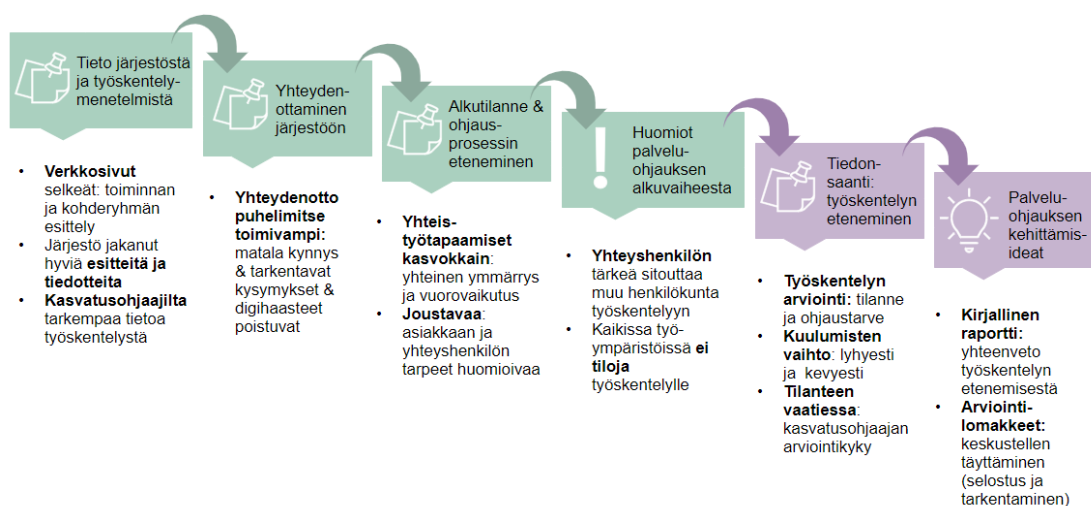 Tieto järjestöstä
ja työskentely-
menetelmistä
• Verkkosivut
selkeät: toiminnan
ja kohderyhmän
esittely
• Järjestö jakanut
hyviä esitteitä ja
tiedotteita
• Kasvatusohjaajilta
tarkempaa tietoa
työskentelystä
Yhteyden-
ottaminen
järjestöön
• Yhteydenotto
puhelimitse
toimivampi:
matala kynnys
& tarkentavat
kysymykset &
digihaasteet
poistuvat
Alkutilanne &
ohjaus-
prosessin
eteneminen
• Yhteis-
työtapaamiset
kasvokkain:
yhteinen ymmärrys
ja vuorovaikutus
• Joustavaa:
asiakkaan ja
yhteyshenkilön
tarpeet huomioivaa
Huomiot
palvelu-
ohjauksen
alkuvaiheesta
• Yhteyshenkilön
tärkeä sitouttaa
muu henkilökunta
työskentelyyn
• Kaikissa työ-
ympäristöissä ei
tiloja
työskentelylle
Tiedon-
saanti:
työskentelyn
eteneminen
• Työskentelyn
arviointi: tilanne
ja ohjaustarve
• Kuulumisten
vaihto: lyhyesti
ja kevyesti
• Tilanteen
vaatiessa:
kasvatusohjaajan
arviointikyky
Palvelu-
ohjauksen
kehittämis-
ideat
• Kirjallinen
raportti:
yhteenveto
työskentelyn
etenemisestä
• Arviointi-
lomakkeet:
keskustellen
täyttäminen
(selostus ja
tarkentaminen)